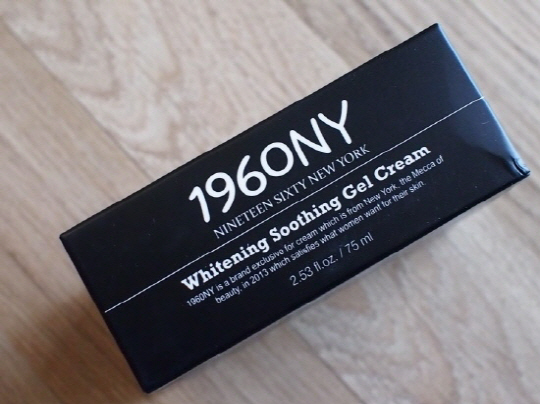 1960NY
NINETEEN SIXTY NEW YORK
Whitening Soothing Gel Cream
1960NY is a brand exclusive for cream which is from New York, the Mecca of
beauty, in 2013 which satisfies what women want for their skin.
2.53 fl.oz. / 75 ml